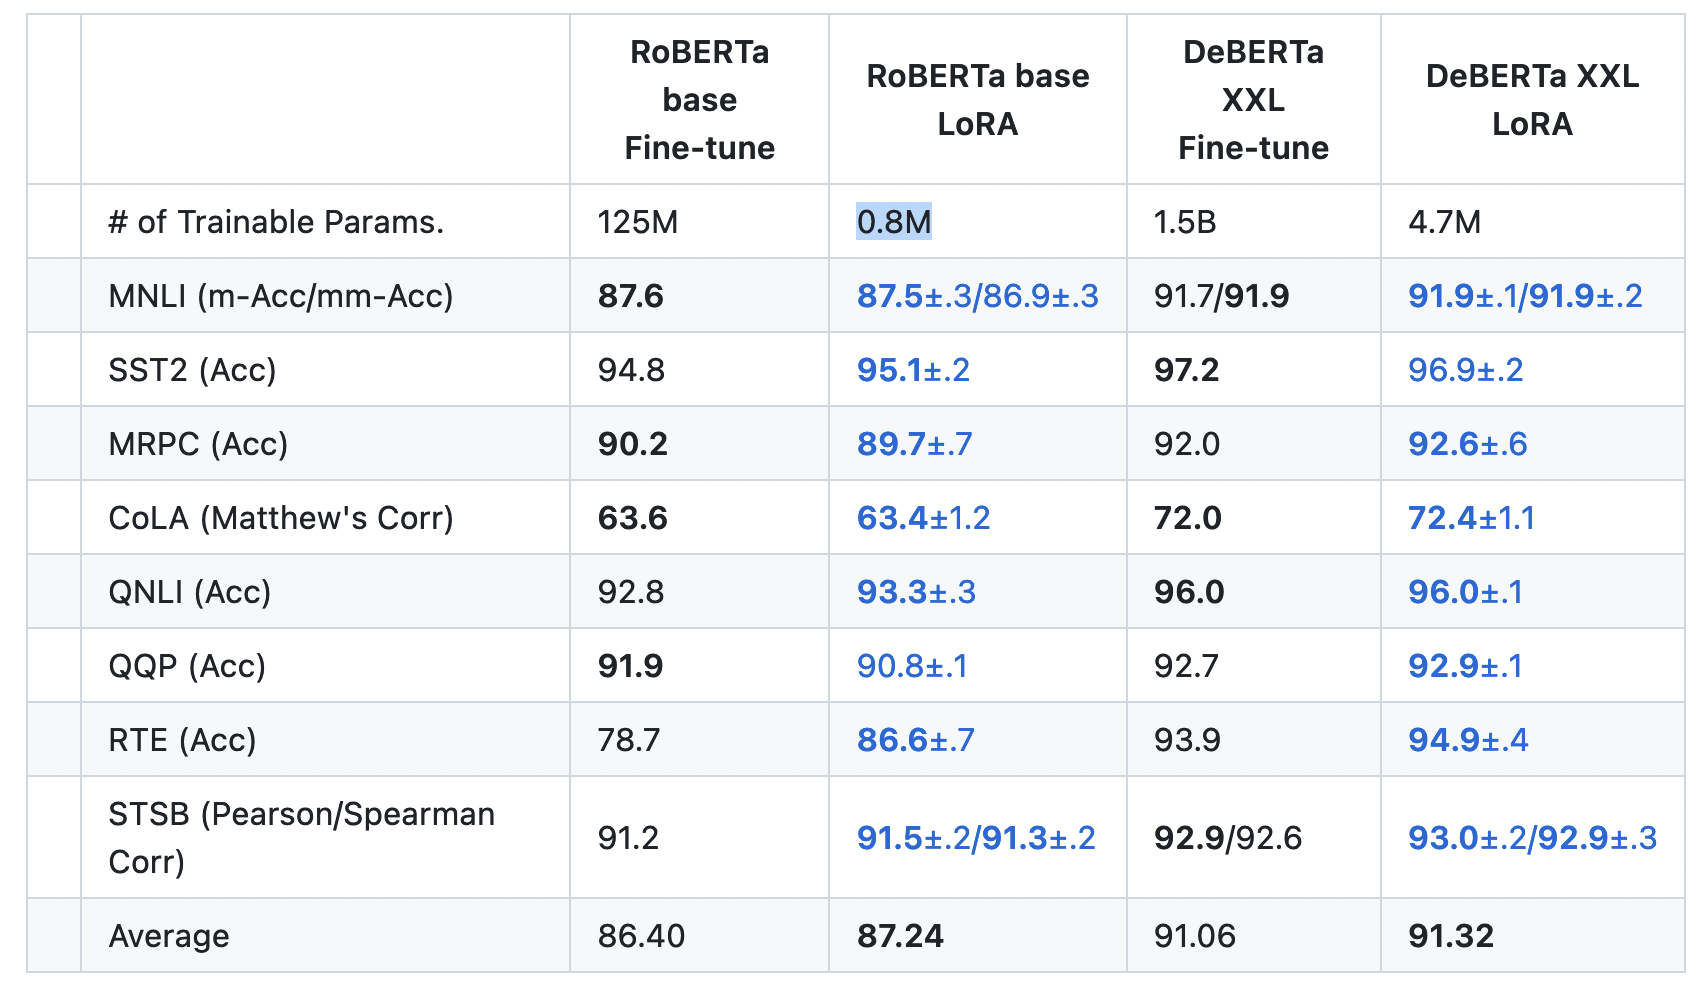 RoBERTa
base
Fine-tune
RoBERTa base
LoRA
DeBERTa
XXL
Fine-tune
DeBERTa XXL
LoRA
# of Trainable Params. 125M 0.8M 1.5B 4.7M
MNLI (m-Acc/mm-Acc) 87.6 87.5±.3/86.9±.3 91.7/91.9 91.9±.1/91.9±.2
SST2 (Acc) 94.8 95.1±.2 97.2 96.9±.2
MRPC (Acc) 90.2 89.7±.7 92.0 92.6±.6
CoLA (Matthew's Corr) 63.6 63.4±1.2 72.0 72.4±1.1
QNLI (Acc) 92.8 93.3±.3 96.0 96.0±.1
QQP (Acc) 91.9 90.8±.1 92.7 92.9±.1
RTE (Acc) 78.7 86.6±.7 93.9 94.9±.4
STSB (Pearson/Spearman
Corr) 91.2 91.5±.2/91.3±.2 92.9/92.6 93.0±.2/92.9±.3
Average 86.40 87.24 91.06 91.32